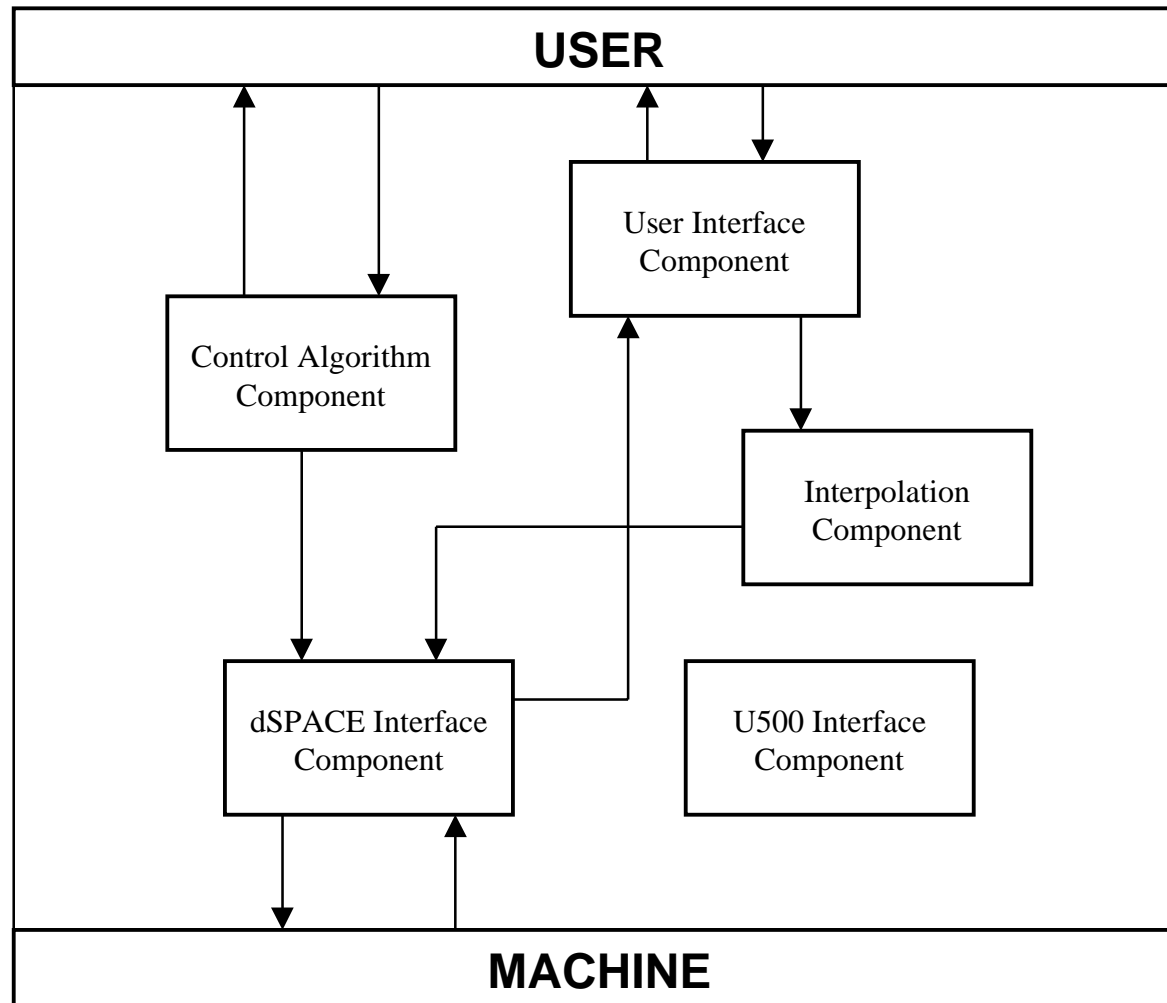 USER
User Interface
Component
Control Algorithm
Component
Interpolation
Component
dSPACE Interface
Component
U500 Interface
Component
MACHINE